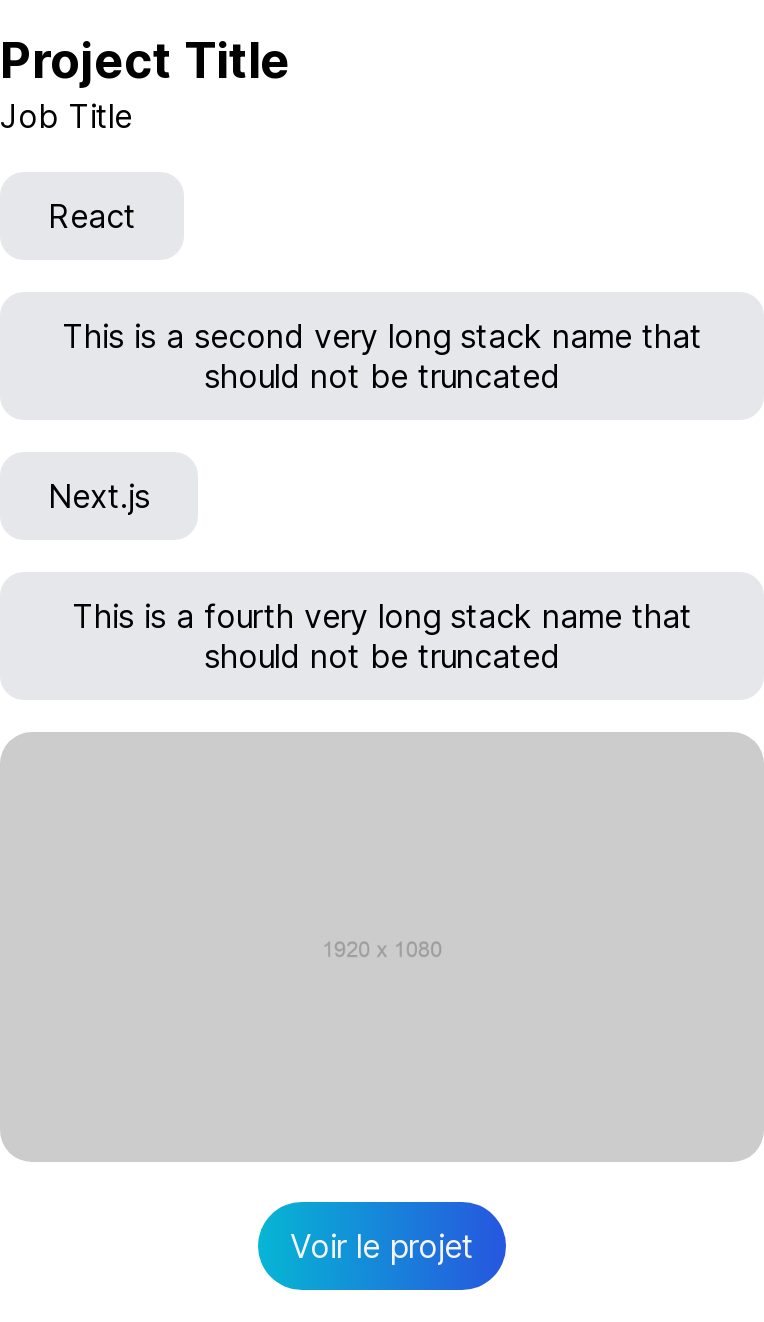 Project Title
Job Title
React
This is a second very long stack name that
should not be truncated
Next.js
This is a fourth very long stack name that
should not be truncated
1920 x 1080
Voir le projet